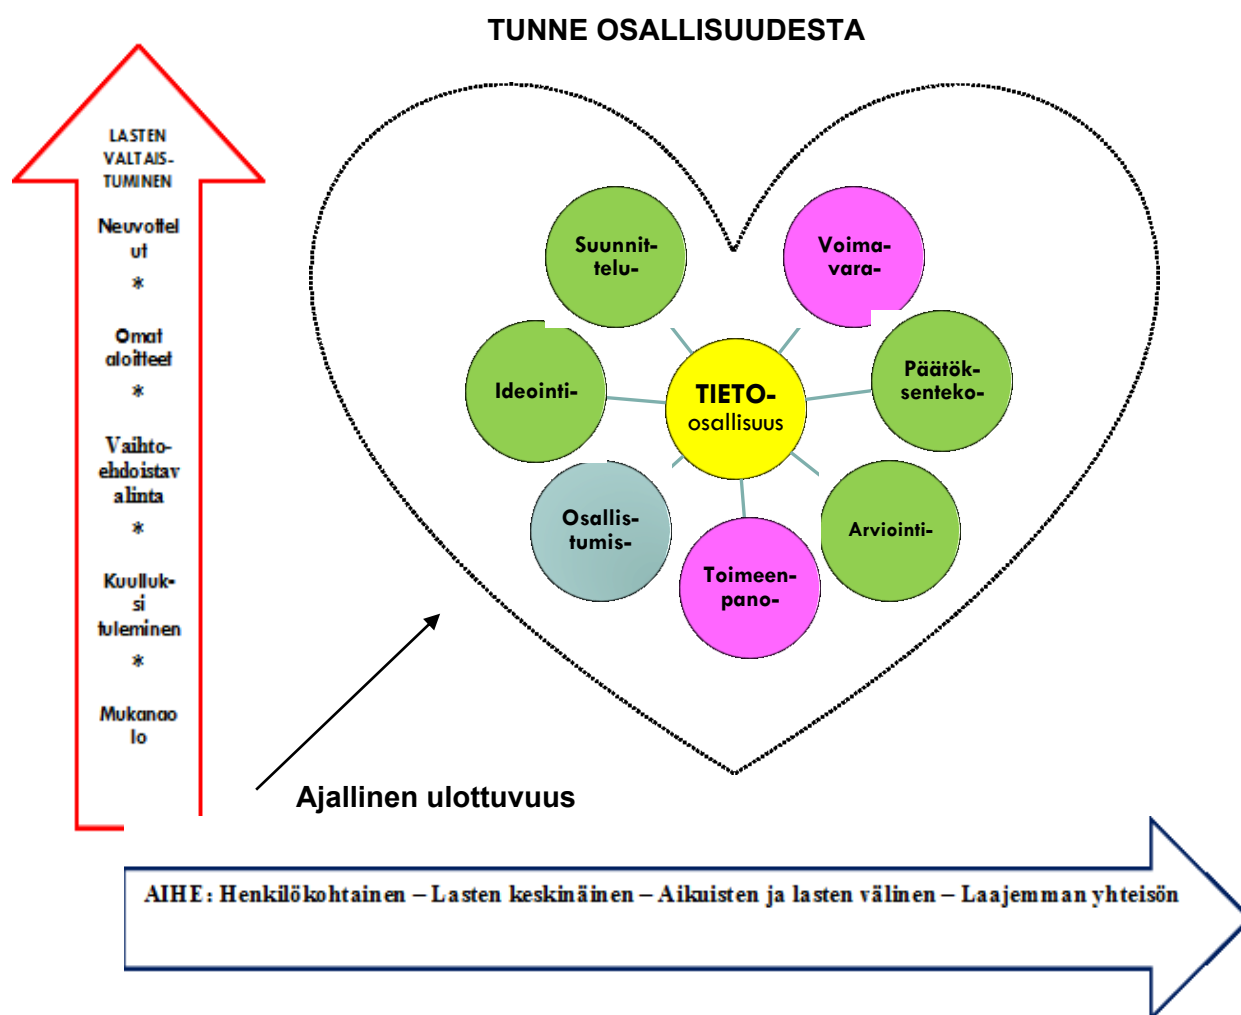 TUNNE OSALLISUUDESTA
LASTEN
VALTAIS-
TUMINEN
Neuvottel
ut
*
Omat
aloitteet
*
Vaihto-
ehdoistav
alinta
*
Kuulluk-
si
tuleminen
*
Mukanao
lo
Suunnit-
telu-
Voima-
vara-
Ideointi-
TIETO-
osallisuus
Päätök-
senteko-
Osallis-
tumis-
Toimeen-
pano-
Arviointi-
Ajallinen ulottuvuus
AIHE: Henkilökohtainen – Lasten keskinäinen – Aikuisten ja lasten välinen – Laajemman yhteisön